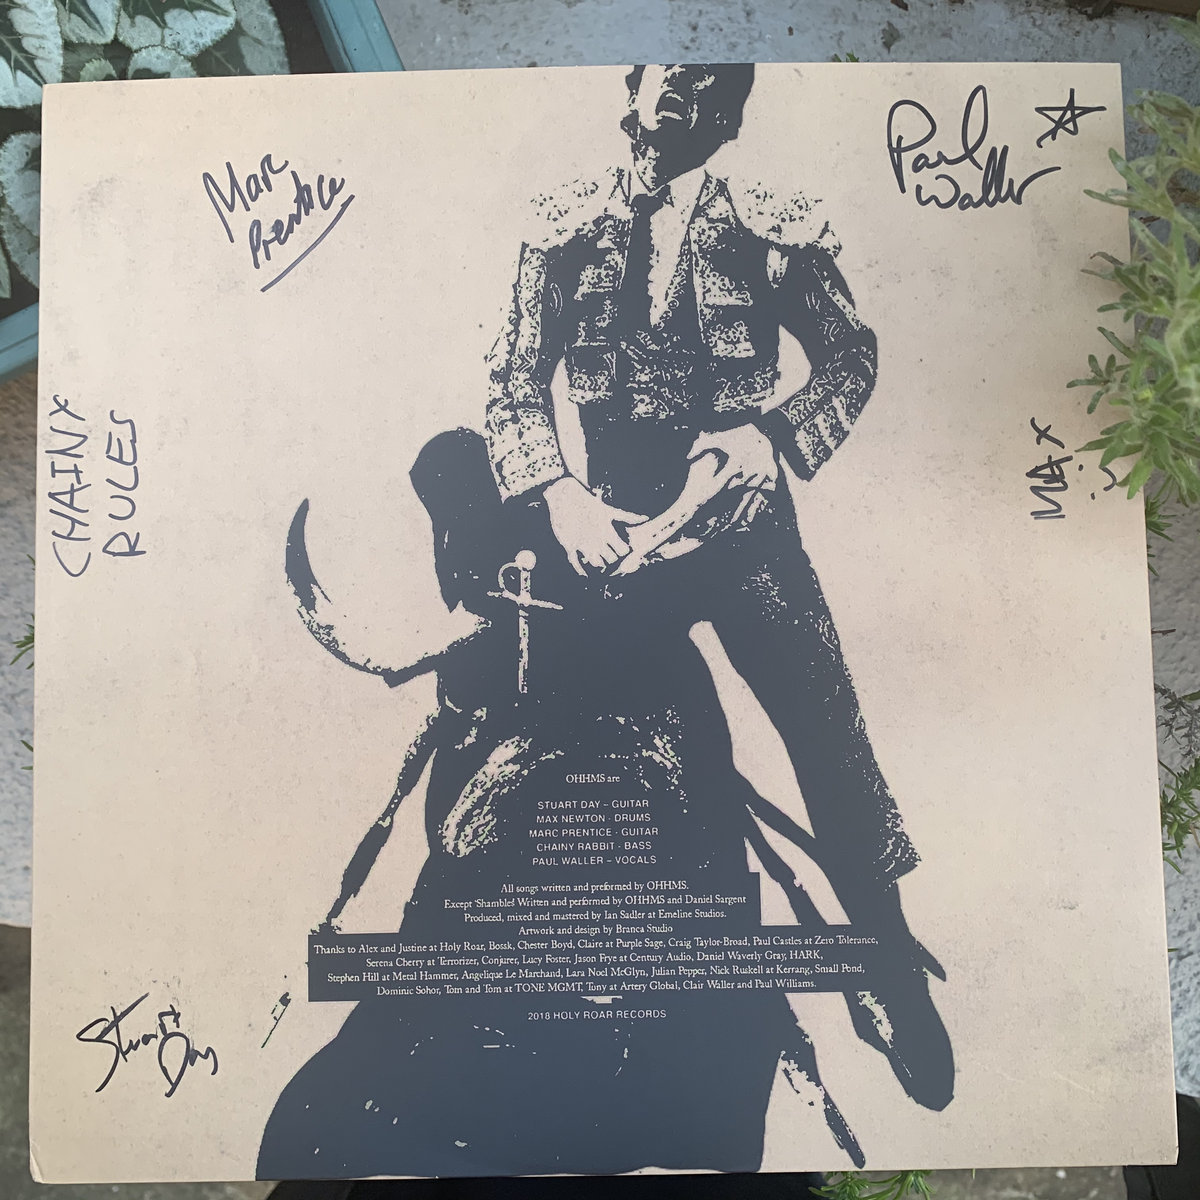 Marc
Prentice
Paul
Waller
CHAINY
RULES
MAX
Stuart
Day
OHHMS are
STUART DAY – GUITAR
MAX NEWTON - DRUMS
MARC PRENTICE - GUITAR
CHAINY RABBIT - BASS
PAUL WALLER – VOCALS
All songs written and preformed by OHHMS.
Except 'Shambles' Written and performed by OHHMS and Daniel Sargent
Produced, mixed and mastered by Ian Sadler at Emeline Studios.
Artwork and design by Branca Studio
Thanks to Alex and Justine at Holy Roar, Bossk, Chester Boyd, Claire at Purple Sage, Craig Taylor-Broad, Paul Castles at Zero Tolerance,
Serena Cherry at Terrorizer, Conjurer, Lucy Foster, Jason Frye at Century Audio, Daniel Waverly Gray, HARK,
Stephen Hill at Metal Hammer, Angelique Le Marchand, Lara Noel McGlyn, Julian Pepper, Nick Ruskell at Kerrang, Small Pond,
Dominic Sohor, Tom and Tom at TONE MGMT, Tony at Artery Global, Clair Waller and Paul Williams.
2018 HOLY ROAR RECORDS